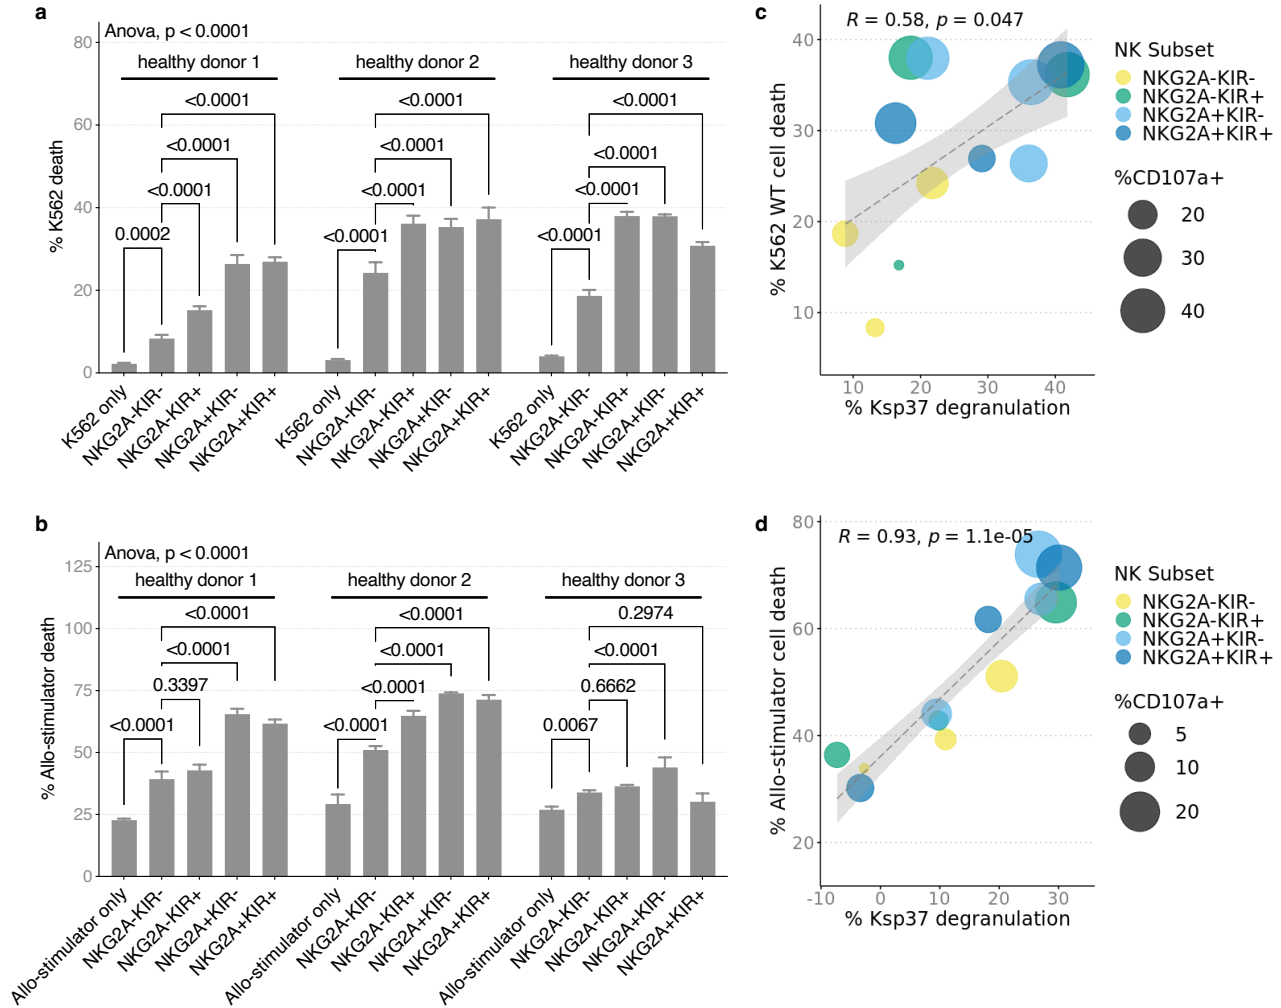 a
Anova, p < 0.0001
healthy donor 1
healthy donor 2
healthy donor 3
<0.0001
<0.0001
<0.0001
0.0002
<0.0001
<0.0001
<0.0001
<0.0001
<0.0001
<0.0001
<0.0001
<0.0001
% K562 death
80
60
40
20
0
K562 only
NKG2A-KIR-
NKG2A-KIR+
NKG2A+KIR-
NKG2A+KIR+
K562 only
NKG2A-KIR-
NKG2A-KIR+
NKG2A+KIR-
NKG2A+KIR+
K562 only
NKG2A-KIR-
NKG2A+KIR+
NKG2A+KIR-
NKG2A+KIR+
c
R = 0.58, p = 0.047
% K562 WT cell death
40
30
20
10
10
20
30
40
% Ksp37 degranulation
NK Subset
NKG2A-KIR-
NKG2A-KIR+
NKG2A+KIR-
NKG2A+KIR+
%CD107a+
20
30
40
b
Anova, p < 0.0001
healthy donor 1
healthy donor 2
healthy donor 3
<0.0001
<0.0001
0.3397
<0.0001
<0.0001
<0.0001
<0.0001
<0.0001
0.2974
<0.0001
0.6662
0.0067
% Allo-stimulator death
125
100
75
50
25
0
Allo-stimulator only
NKG2A-KIR-
NKG2A-KIR+
NKG2A+KIR-
NKG2A+KIR+
Allo-stimulator only
NKG2A-KIR-
NKG2A-KIR+
NKG2A+KIR-
NKG2A+KIR+
Allo-stimulator only
NKG2A-KIR-
NKG2A-KIR+
NKG2A+KIR-
NKG2A+KIR+
d
R = 0.93, p = 1.1e-05
% Allo-stimulator cell death
80
60
40
20
-10
0
10
20
30
% Ksp37 degranulation
NK Subset
NKG2A-KIR-
NKG2A-KIR+
NKG2A+KIR-
NKG2A+KIR+
%CD107a+
5
10
20